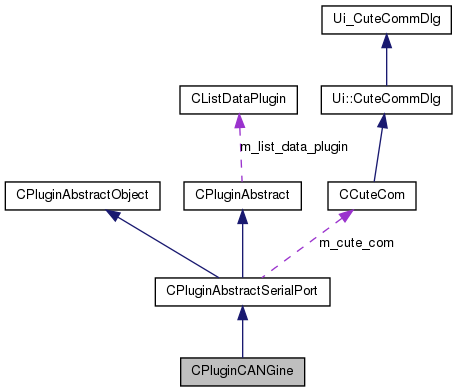 Ui_CuteCommDlg
CListDataPlugin
Ui::CuteCommDlg
m_list_data_plugin
CPluginAbstractObject
CPluginAbstract
CCuteCom
m_cute_com
CPluginAbstractSerialPort
CPluginCANGine